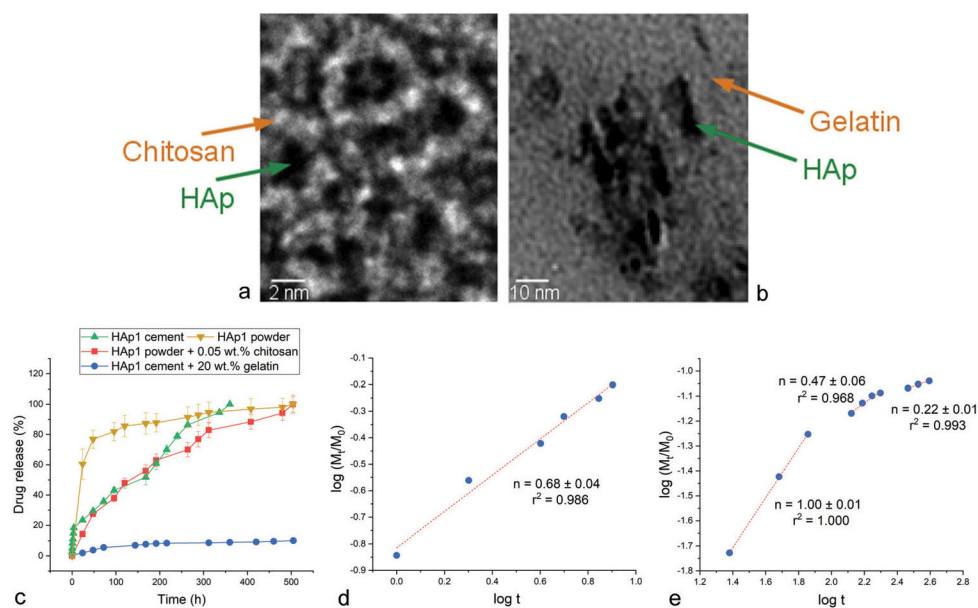 Chitosan
HAp
2 nm
a
Gelatin
HAp
10 nm
b
HAp1 cement
HAp1 powder
HAp1 powder + 0.05 wt.% chitosan
HAp1 cement + 20 wt.% gelatin
Drug release (%)
130
120
100
80
60
40
20
0
0
100
200
300
400
500
Time (h)
c
log (Mt/M0)
-0.1
-0.2
-0.3
-0.4
-0.5
-0.6
-0.7
-0.8
-0.9
n = 0.68 ± 0.04
r² = 0.986
0.0
0.2
0.4
0.6
0.8
1.0
log t
d
log (Mt/M0)
-1.0
-1.1
-1.2
-1.3
-1.4
-1.5
-1.6
-1.7
-1.8
n = 0.47 ± 0.06
r² = 0.968
n = 0.22 ± 0.01
r² = 0.993
n = 1.00 ± 0.01
r² = 1.000
1.2
1.4
1.6
1.8
2.0
2.2
2.4
2.6
2.8
log t
e